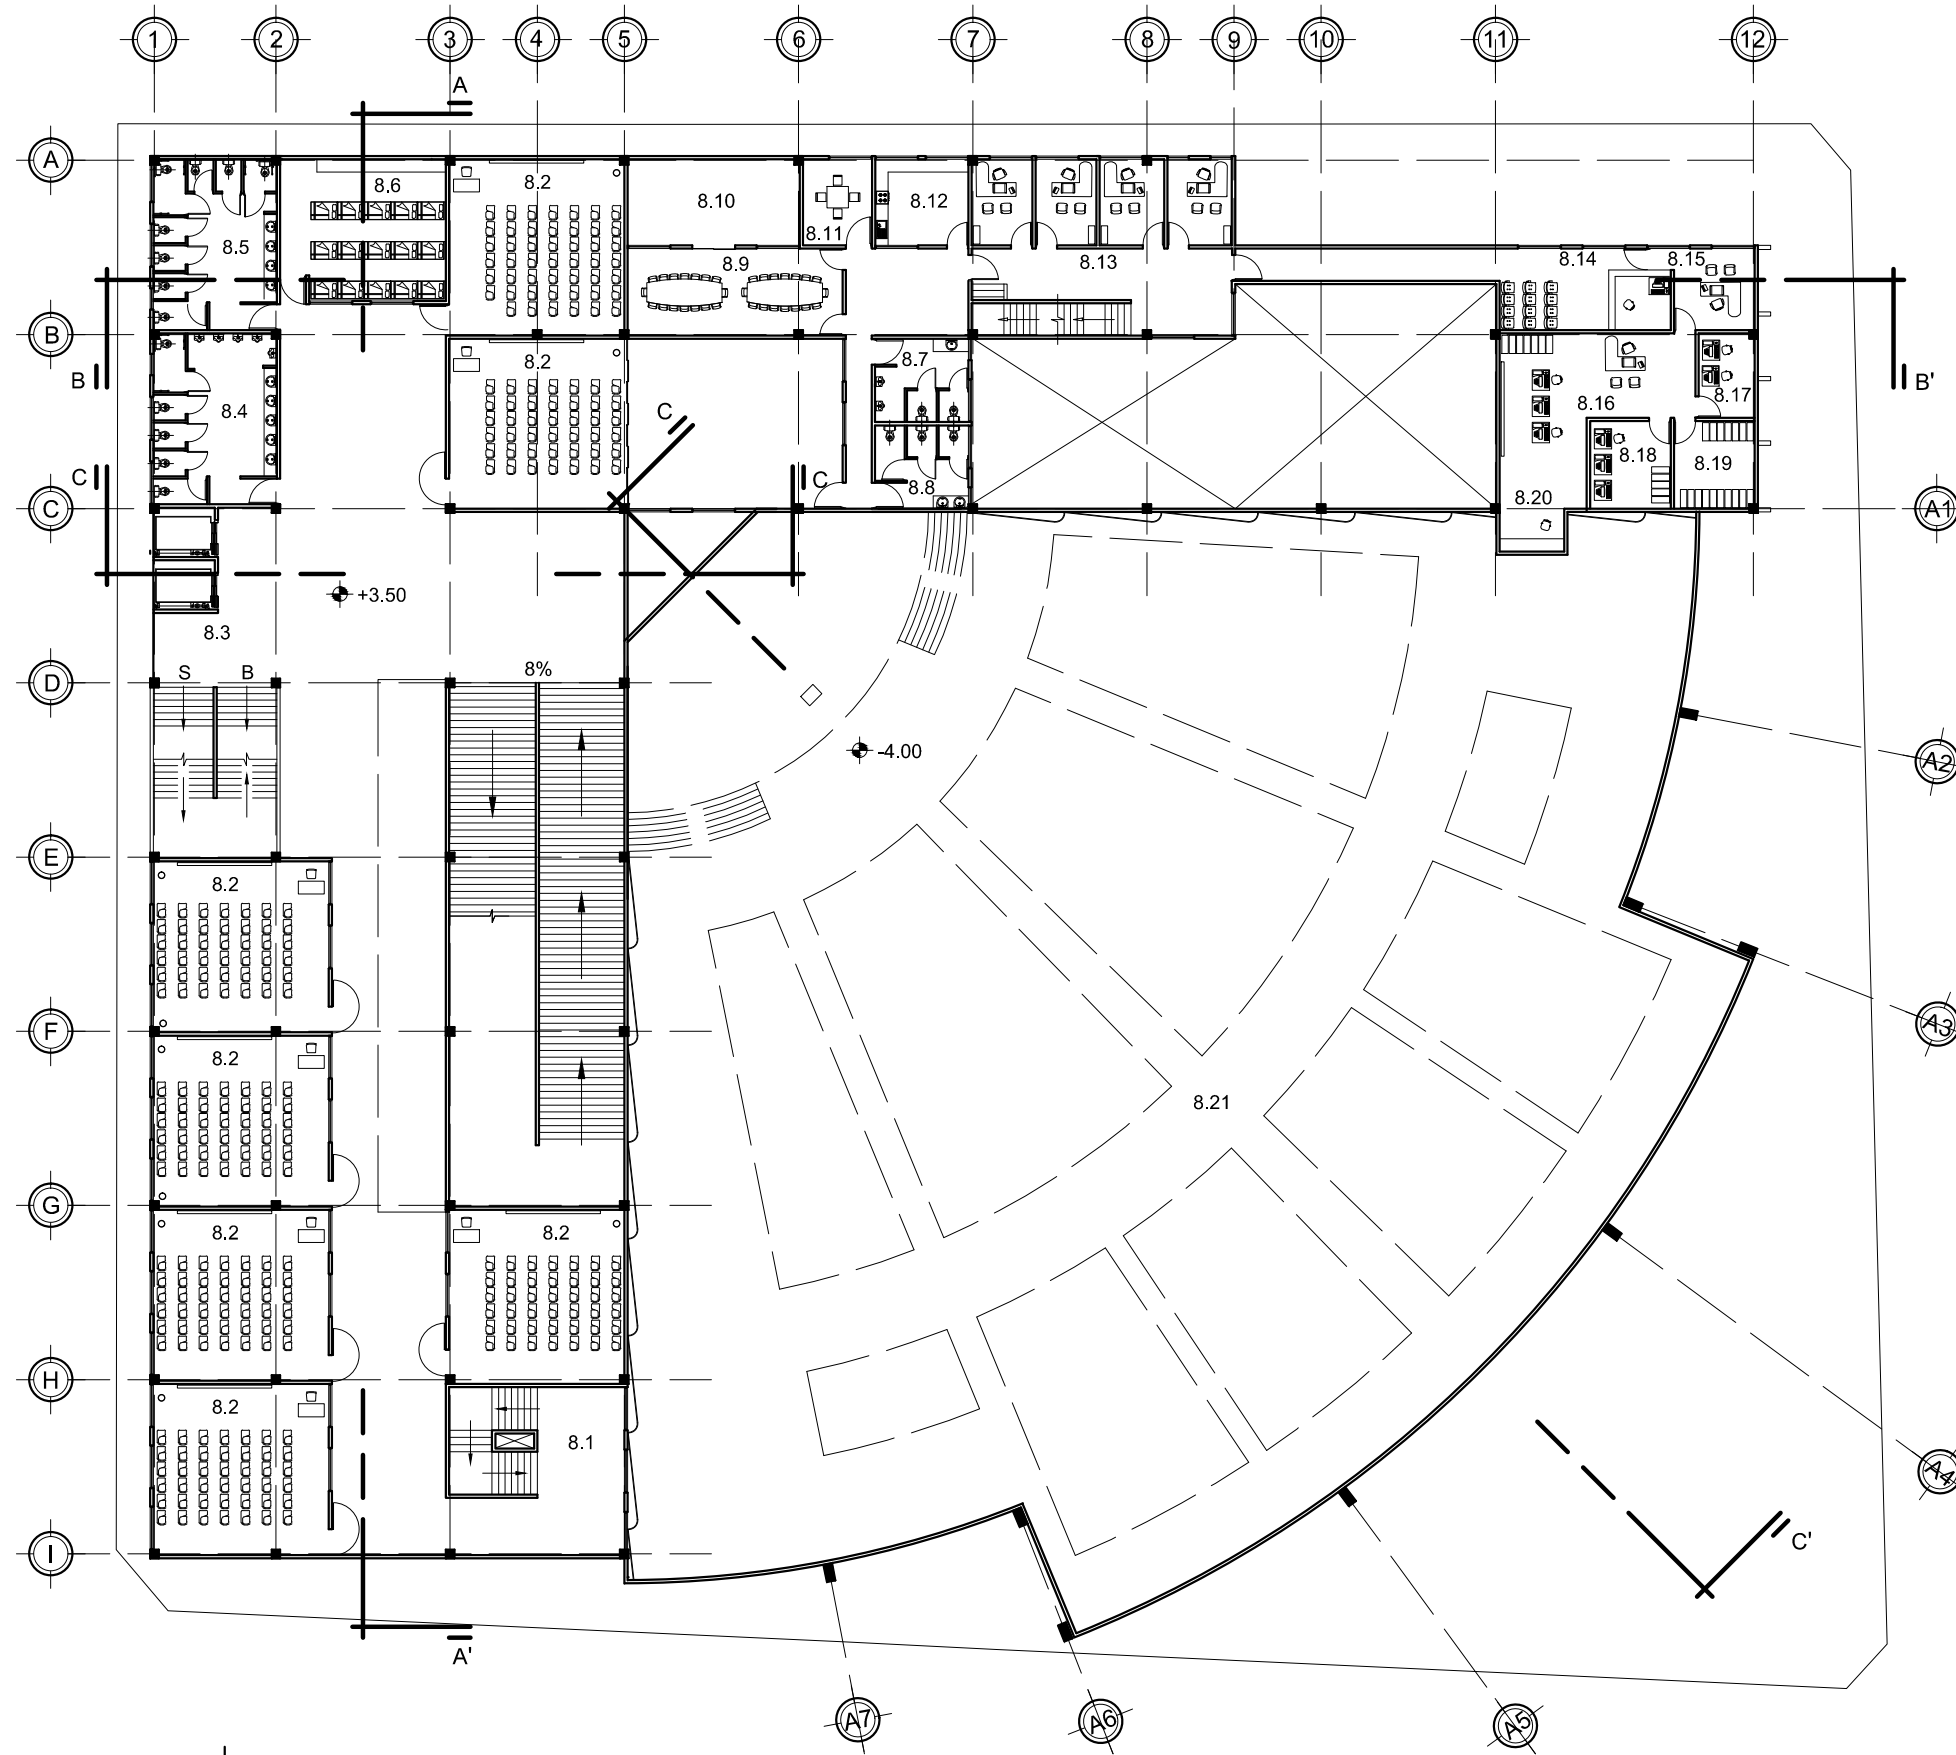 1 2 3 4 5 6 7 8 9 10 11 12
A
A
8.6
8.2
8.10
8.12
8.11
8.5
8.9
8.13
8.14
8.15
B
8.2
8.7
B
B'
8.4
C
8.16
8.17
C
C
8.18
8.19
8.8
8.20
C
A1
+3.50
8.3
8%
D
S B
-4.00
A2
E
8.2
A3
F
8.2
8.21
G
8.2
8.2
H
8.2
8.1
A4
C'
I
A'
A7
A6
A5